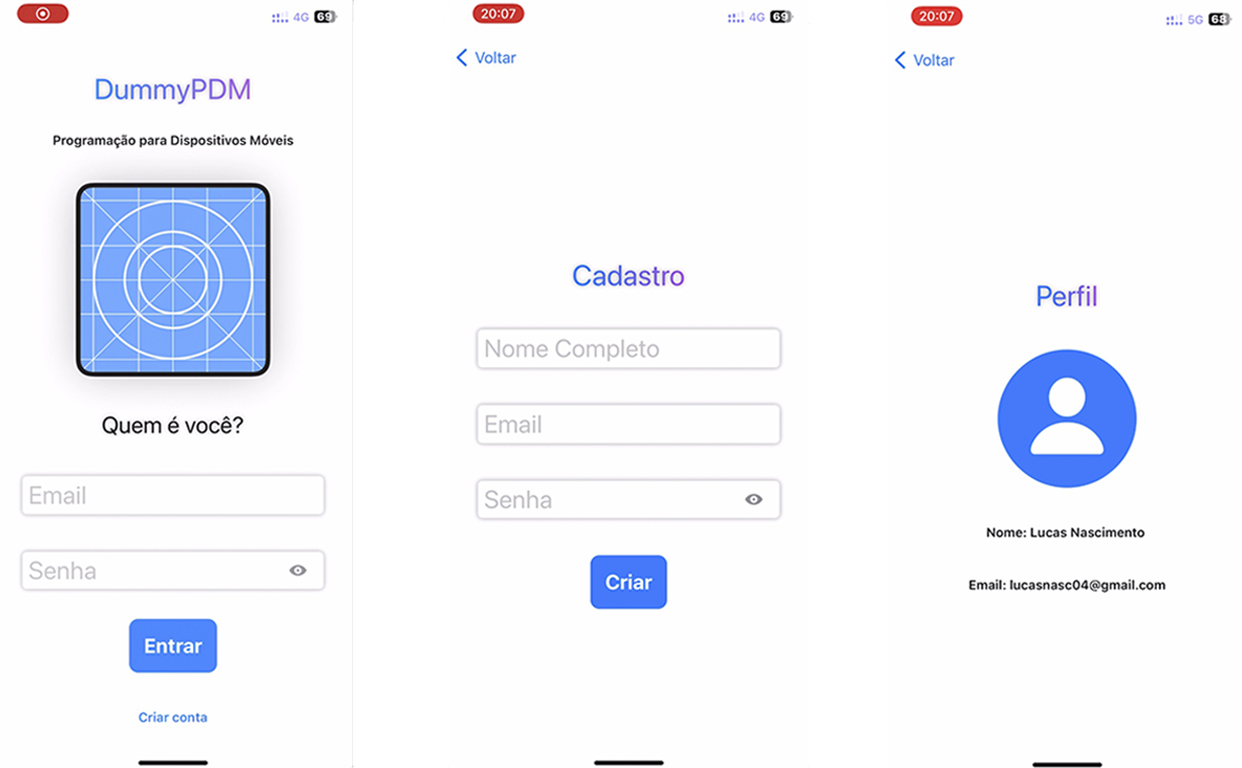 4G 69
DummyPDM
Programação para Dispositivos Móveis
Quem é você?
Email
Senha
Entrar
Criar conta
20:07 4G 69
Voltar
Cadastro
Nome Completo
Email
Senha
Criar
20:07 5G 68
Voltar
Perfil
Nome: Lucas Nascimento
Email: lucasnasc04@gmail.com